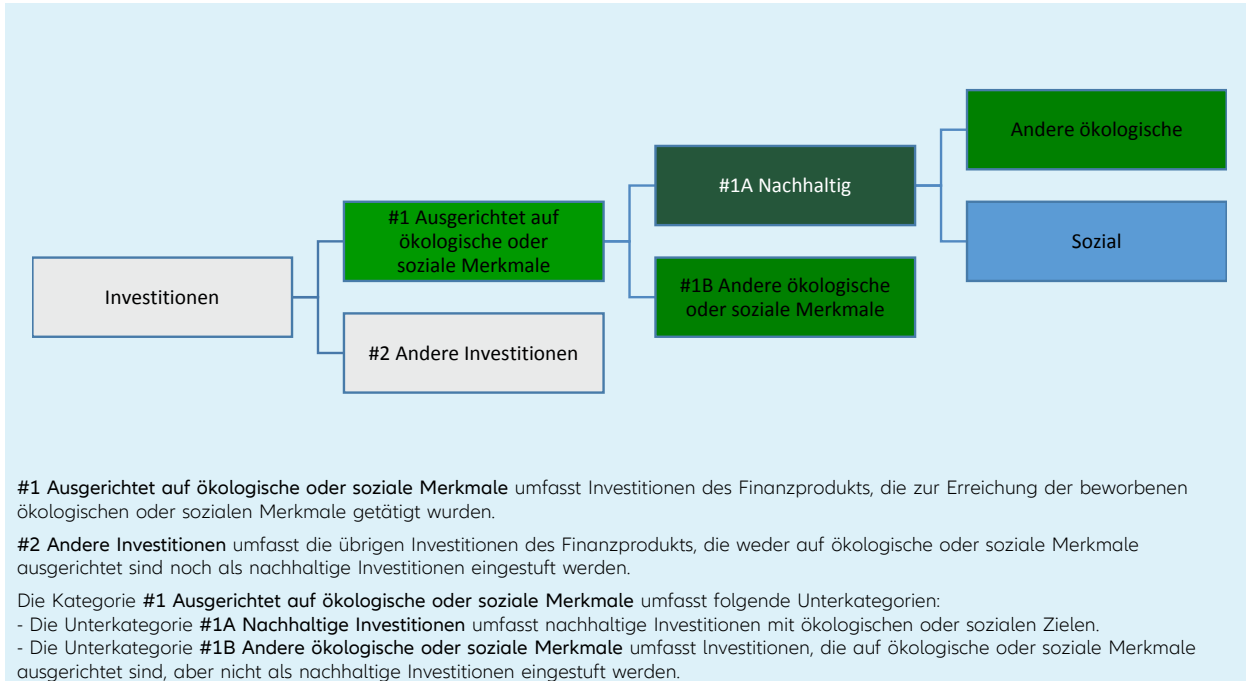 Andere ökologische
#1A Nachhaltig
#1 Ausgerichtet auf
ökologische oder
soziale Merkmale
Sozial
Investitionen
#1B Andere ökologische
oder soziale Merkmale
#2 Andere Investitionen
#1 Ausgerichtet auf ökologische oder soziale Merkmale umfasst Investitionen des Finanzprodukts, die zur Erreichung der beworbenen
ökologischen oder sozialen Merkmale getätigt wurden.
#2 Andere Investitionen umfasst die übrigen Investitionen des Finanzprodukts, die weder auf ökologische oder soziale Merkmale
ausgerichtet sind noch als nachhaltige Investitionen eingestuft werden.
Die Kategorie #1 Ausgerichtet auf ökologische oder soziale Merkmale umfasst folgende Unterkategorien:
- Die Unterkategorie #1A Nachhaltige Investitionen umfasst nachhaltige Investitionen mit ökologischen oder sozialen Zielen.
- Die Unterkategorie #1B Andere ökologische oder soziale Merkmale umfasst Investitionen, die auf ökologische oder soziale Merkmale
ausgerichtet sind, aber nicht als nachhaltige Investitionen eingestuft werden.